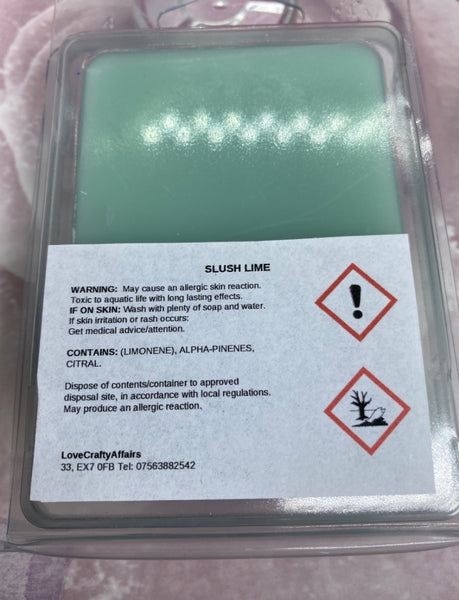 SLUSH LIME
WARNING: May cause an allergic skin reaction.
Toxic to aquatic life with long lasting effects.
IF ON SKIN: Wash with plenty of soap and water.
If skin irritation or rash occurs:
Get medical advice/attention.
CONTAINS: (LIMONENE), ALPHA-PINENES,
CITRAL.
Dispose of contents/container to approved
disposal site, in accordance with local regulations.
May produce an allergic reaction.
LoveCraftyAffairs
33, EX7 0FB Tel: 07563882542